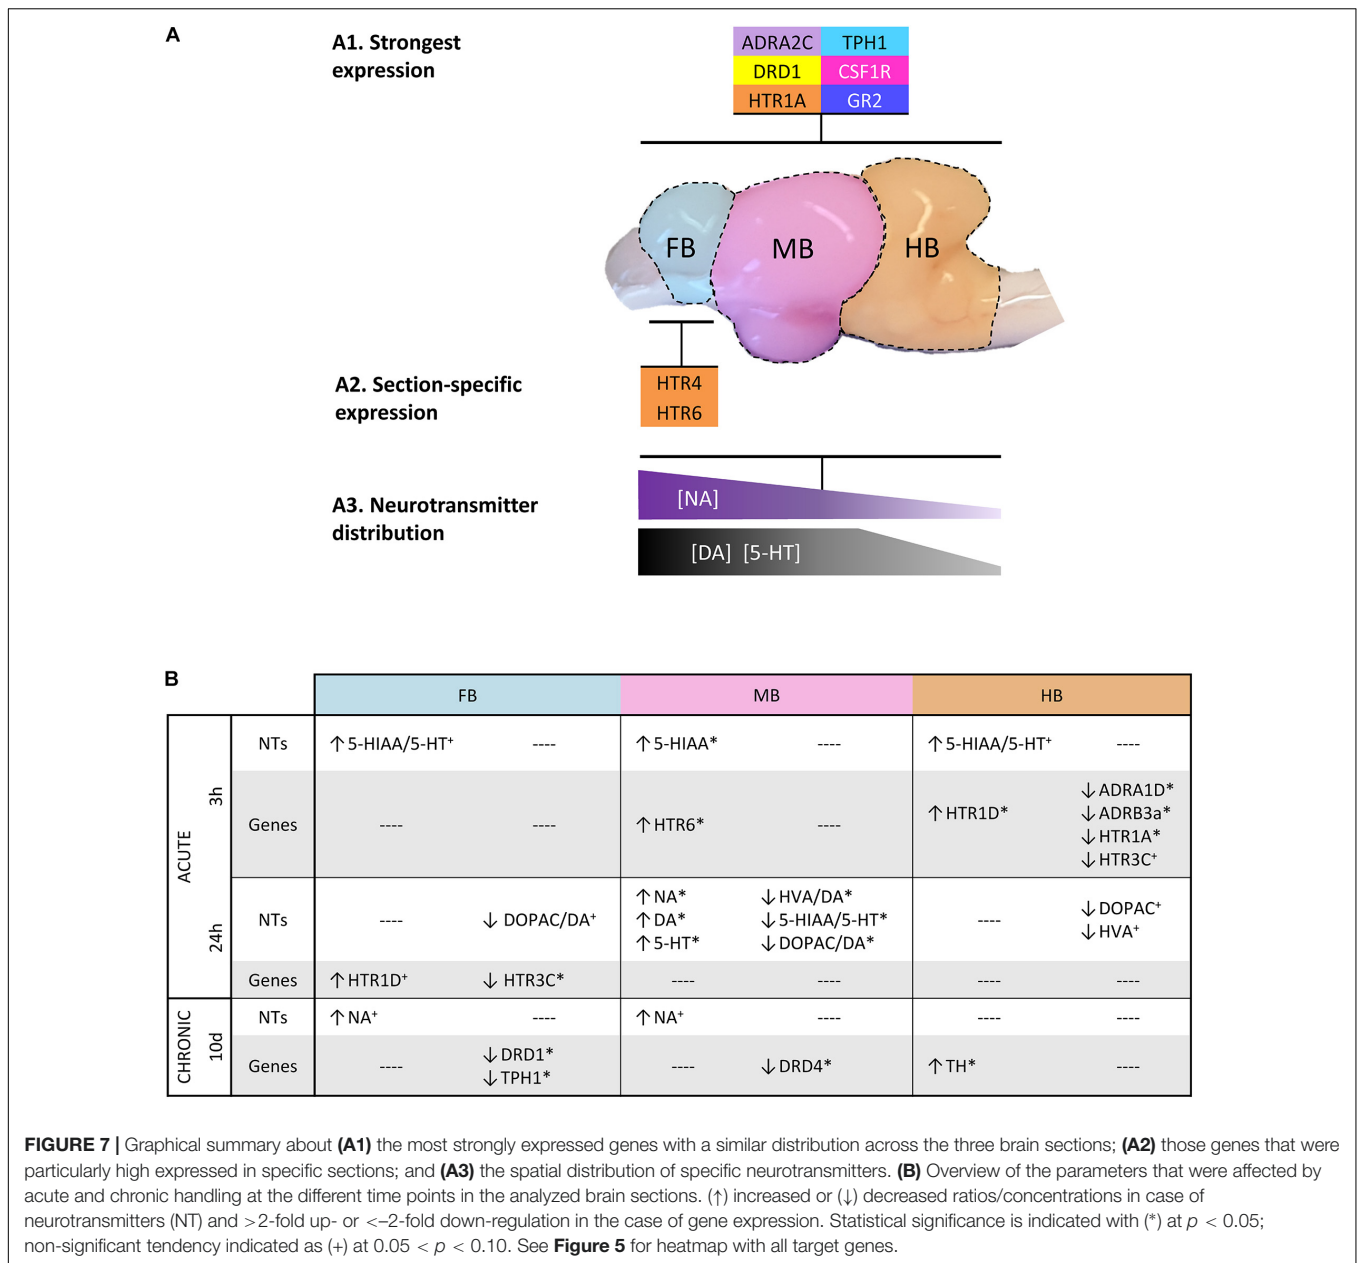 A
A1. Strongest
expression
ADRA2C TPH1
DRD1 CSF1R
HTR1A GR2
FB MB HB
A2. Section-specific
expression
HTR4
HTR6
A3. Neurotransmitter
distribution
[NA]
[DA] [5-HT]
B
FB MB HB
ACUTE
3h
NTs ↑5-HIAA/5-HT⁺ ---- ↑5-HIAA* ---- ↑5-HIAA/5-HT⁺ ----
Genes ---- ---- ↑HTR6* ---- ↑HTR1D* ↓ADRA1D*
↓ADRB3a*
↓HTR1A*
↓HTR3C⁺
24h
NTs ---- ↓ DOPAC/DA⁺ ↑NA* ↓HVA/DA* ---- ↓DOPAC⁺
↑DA* ↓5-HIAA/5-HT* ↓HVA⁺
↑5-HT* ↓DOPAC/DA*
Genes ↑HTR1D⁺ ↓ HTR3C* ---- ---- ---- ----
CHRONIC
10d
NTs ↑NA⁺ ---- ↑NA⁺ ---- ---- ----
Genes ---- ↓DRD1* ---- ↓DRD4* ↑TH* ----
↓TPH1*
FIGURE 7 | Graphical summary about (A1) the most strongly expressed genes with a similar distribution across the three brain sections; (A2) those genes that were
particularly high expressed in specific sections; and (A3) the spatial distribution of specific neurotransmitters. (B) Overview of the parameters that were affected by
acute and chronic handling at the different time points in the analyzed brain sections. (↑) increased or (↓) decreased ratios/concentrations in case of
neurotransmitters (NT) and >2-fold up- or <–2-fold down-regulation in the case of gene expression. Statistical significance is indicated with (*) at p < 0.05;
non-significant tendency indicated as (+) at 0.05 < p < 0.10. See Figure 5 for heatmap with all target genes.